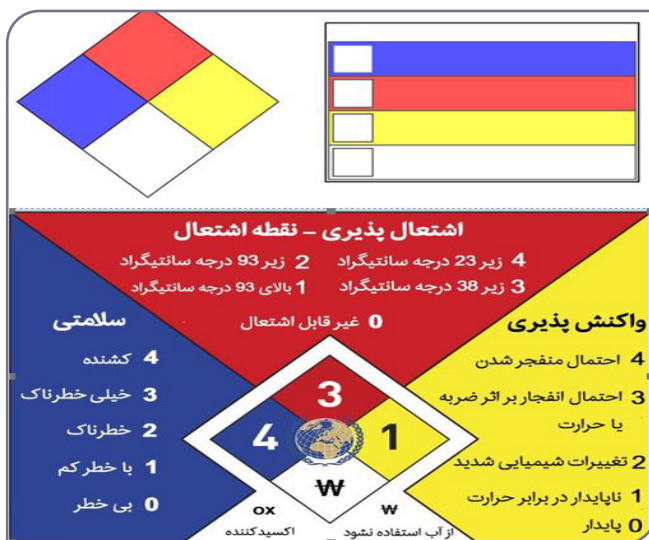 اشتعال پذیری – نقطه اشتعال
4 زیر 23 درجه سانتیگراد
2 زیر 93 درجه سانتیگراد
3 زیر 38 درجه سانتیگراد
1 بالای 93 درجه سانتیگراد
0 غیر قابل اشتعال
واکنش پذیری
4 احتمال منفجر شدن
3 احتمال انفجار بر اثر ضربه
یا حرارت
2 تغییرات شیمیایی شدید
1 ناپایدار در برابر حرارت
0 پایدار
سلامتی
4 کشنده
3 خیلی خطرناک
2 خطرناک
1 با خطر کم
0 بی خطر
3
4
1
W
W
از آب استفاده نشود
OX
اکسیدکننده